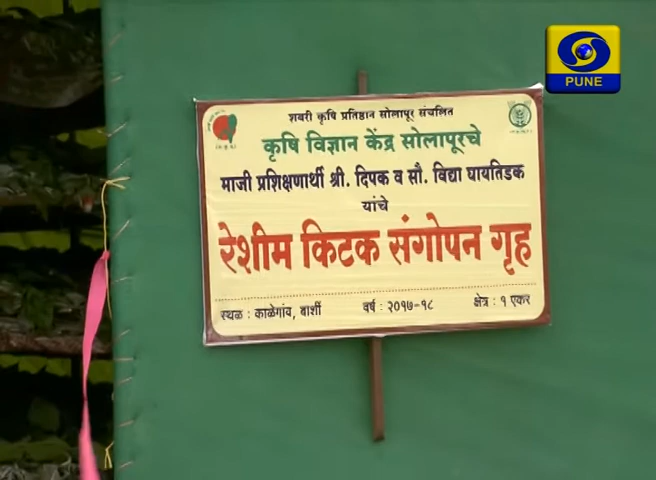 PUNE
शबरी कृषि प्रतिष्ठान सोलापूर संचलित
कृषि विज्ञान केंद्र सोलापूरचे
माजी प्रशिक्षणार्थी श्री. दिपक व सौ. विद्या घायतिडक
यांचे
रेशीम किटक संगोपन गृह
स्थळ : काळेगांव, बार्शी वर्ष : २०१७-१८ क्षेत्र : १ एकर